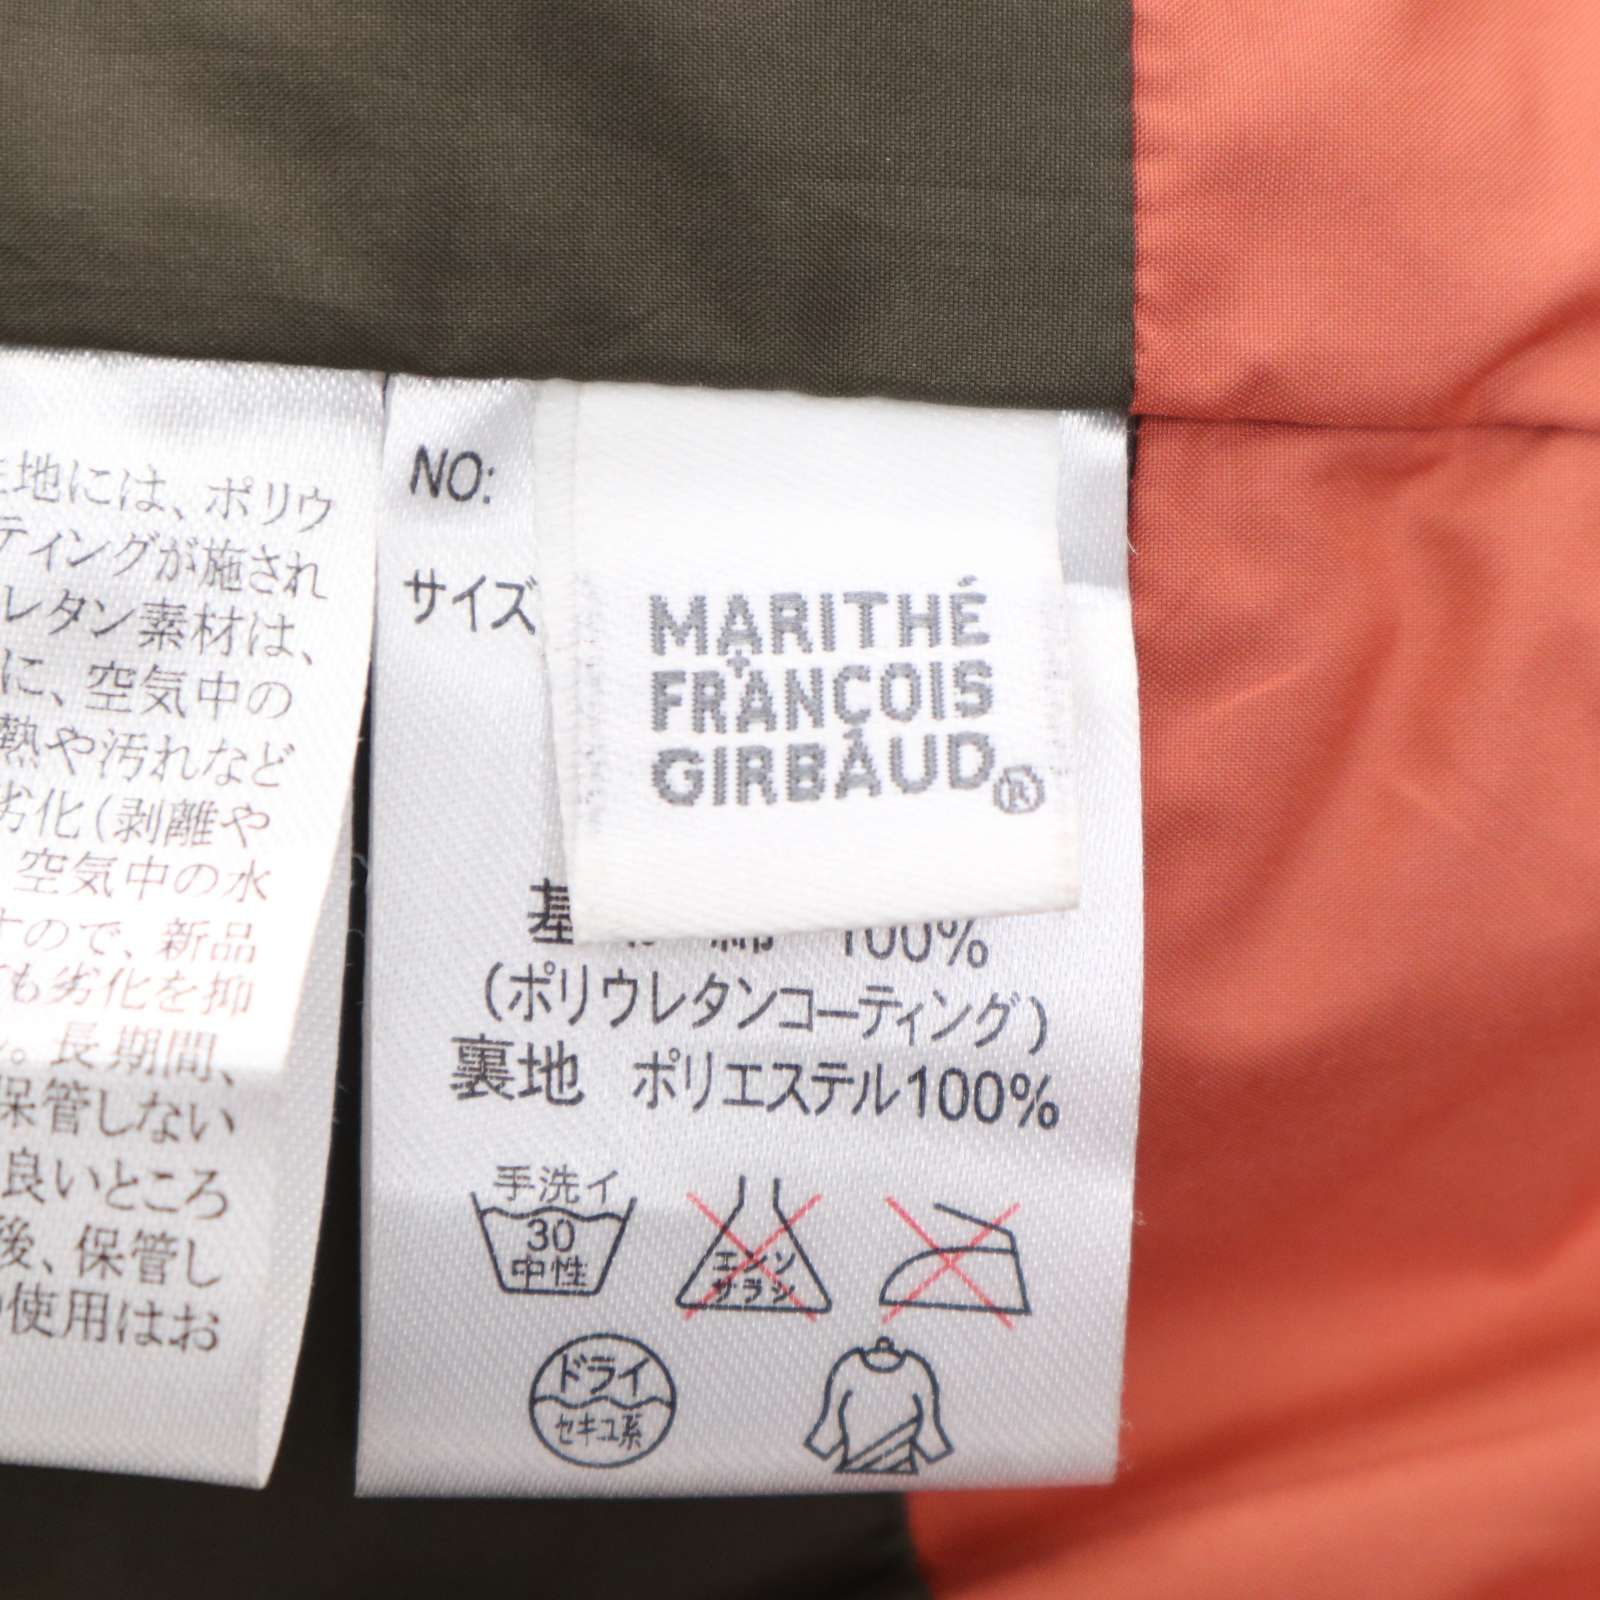 地には、ポリウ
ティングが施され
レタン素材は、
に、空気中の
熱や汚れなど
劣化(剥離や
空気中の水
すので、新品
も劣化を抑
。長期間、
保管しない
良いところ
後、保管し
使用はお
NO:
サイズ
MARITHÉ
+
FRANÇOIS
GIRBAUD®
基 綿 100%
(ポリウレタンコーティング)
裏地 ポリエステル100%
手洗イ
30
中性
エンソ
サラシ
ドライ
セキユ系